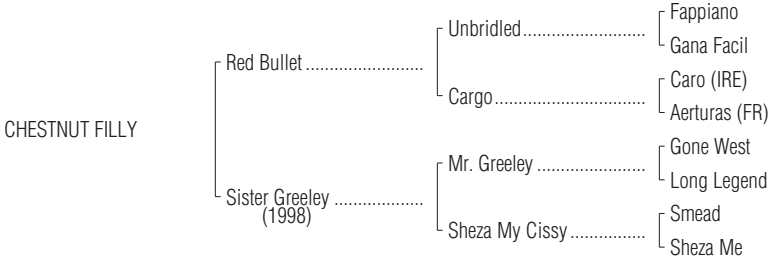 Fappiano
Unbridled..............................
Gana Facil
Red Bullet .............................
Caro (IRE)
Cargo.....................................
Aerturas (FR)
CHESTNUT FILLY
Gone West
Mr. Greeley ...........................
Long Legend
Sister Greeley ......................
(1998)
Smead
Sheza My Cissy ..................
Sheza Me